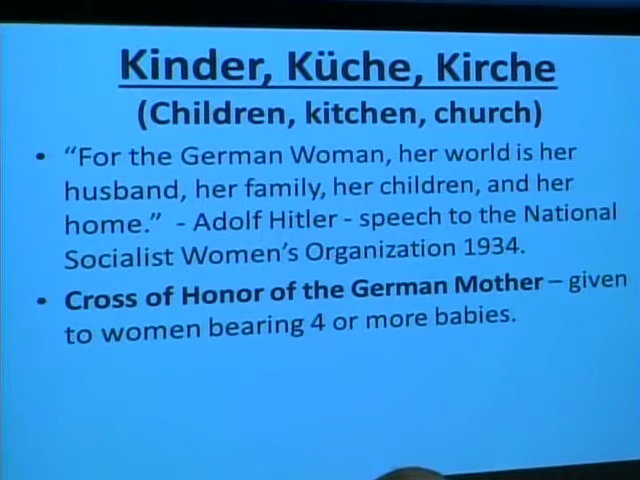 Kinder, Küche, Kirche
(Children, kitchen, church)
• “For the German Woman, her world is her
husband, her family, her children, and her
home.” - Adolf Hitler - speech to the National
Socialist Women’s Organization 1934.
• Cross of Honor of the German Mother – given
to women bearing 4 or more babies.